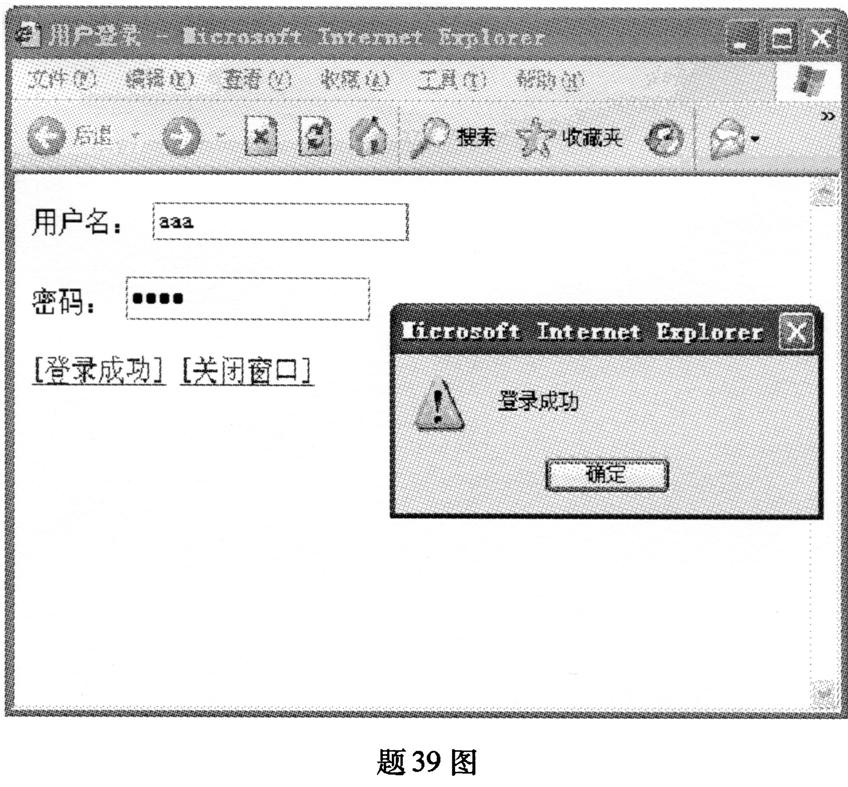 用户登录 - Microsoft Internet Explorer
文件(F) 编辑(E) 查看(V) 收藏(A) 工具(T) 帮助(H)
后退 搜索 收藏夹 »
用户名： aaa
密码： ●●●●
Microsoft Internet Explorer
登录成功
确定
[登录成功] [关闭窗口]
题39图